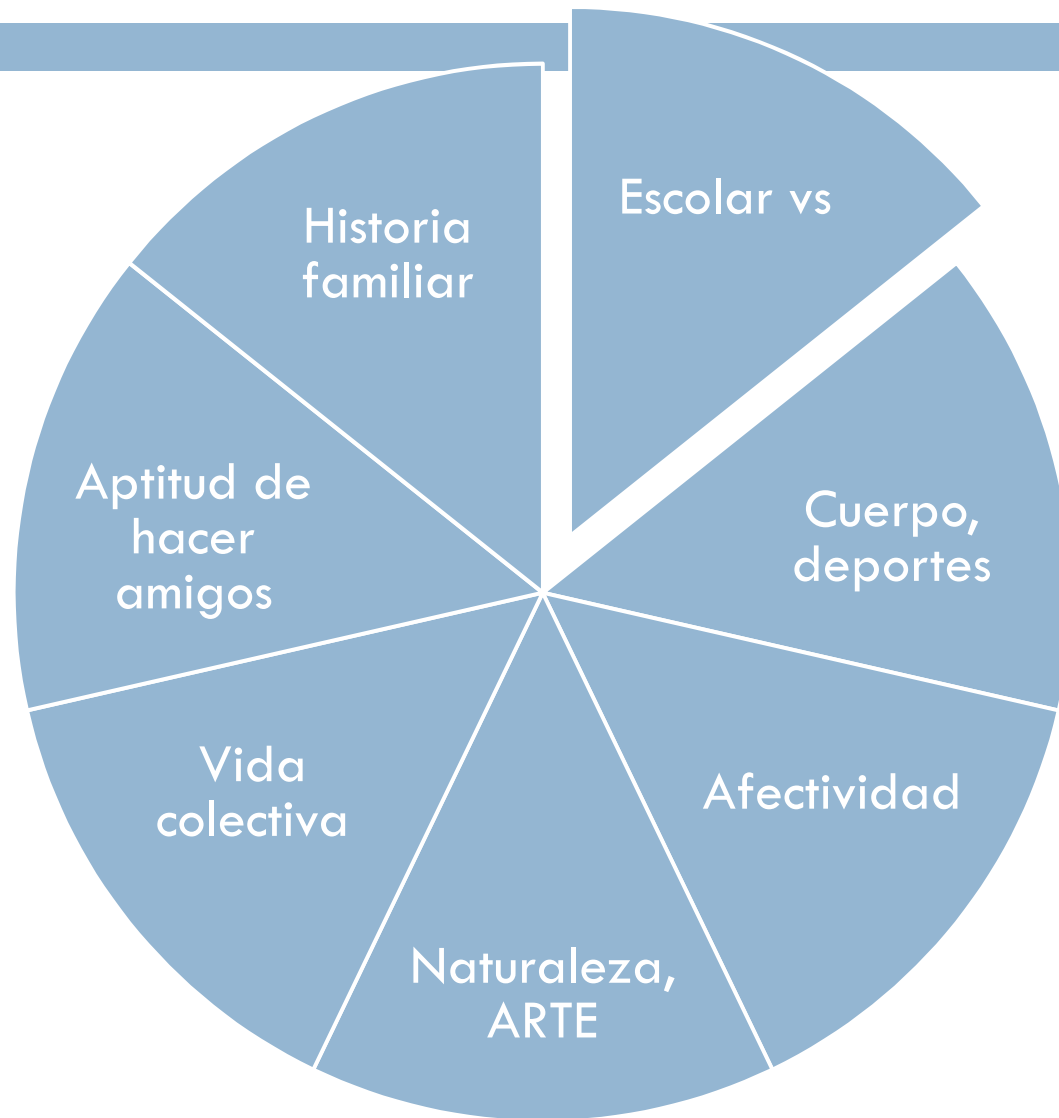 Escolar vs
Cuerpo,
deportes
Afectividad
Naturaleza,
ARTE
Vida
colectiva
Aptitud de
hacer
amigos
Historia
familiar